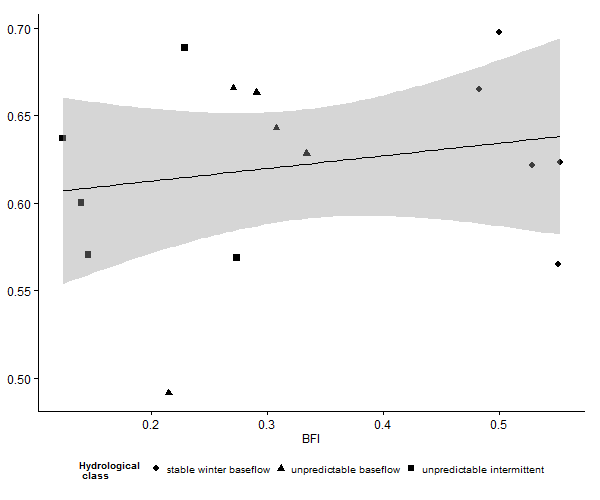 0.70
0.65
0.60
0.55
0.50
0.2 0.3 0.4 0.5
BFI
Hydrological
class
stable winter baseflow unpredictable baseflow unpredictable intermittent